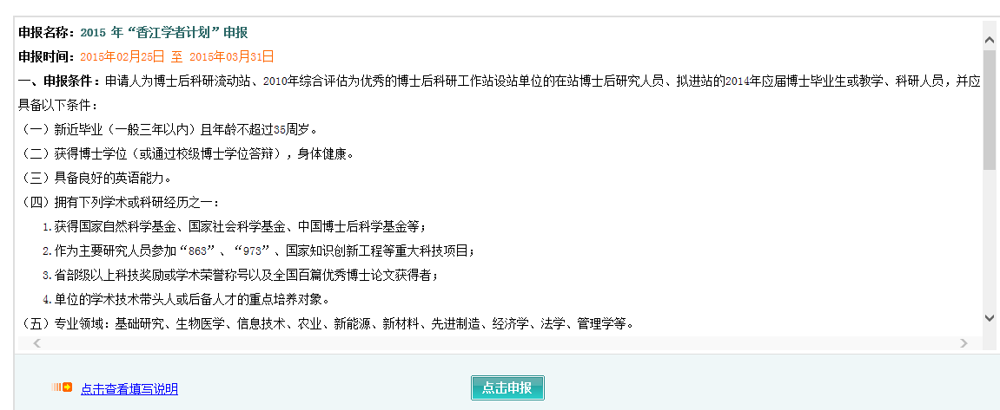 申报名称：2015 年“香江学者计划”申报
申报时间：2015年02月25日 至 2015年03月31日
一、申报条件：申请人为博士后科研流动站、2010年综合评估为优秀的博士后科研工作站设站单位的在站博士后研究人员、拟进站的2014年应届博士毕业生或教学、科研人员，并应
具备以下条件：
（一）新近毕业（一般三年以内）且年龄不超过35周岁。
（二）获得博士学位（或通过校级博士学位答辩），身体健康。
（三）具备良好的英语能力。
（四）拥有下列学术或科研经历之一：
1.获得国家自然科学基金、国家社会科学基金、中国博士后科学基金等；
2.作为主要研究人员参加“863”、“973”、国家知识创新工程等重大科技项目；
3.省部级以上科技奖励或学术荣誉称号以及全国百篇优秀博士论文获得者；
4.单位的学术技术带头人或后备人才的重点培养对象。
（五）专业领域：基础研究、生物医学、信息技术、农业、新能源、新材料、先进制造、经济学、法学、管理学等。
点击查看填写说明
点击申报